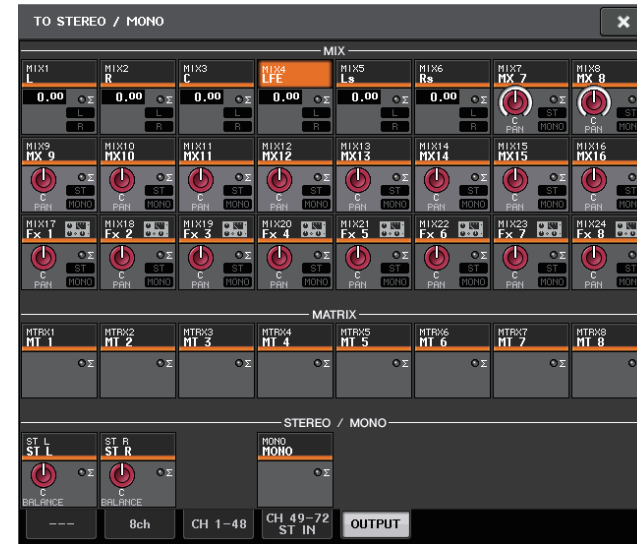 TO STEREO / MONO
MIX
MIX1 MIX2 MIX3 MIX4 MIX5 MIX6 MIX7 MIX8
L R C LFE Ls Rs MX 7 MX 8
0.00 Σ 0.00 Σ 0.00 Σ 0.00 Σ 0.00 Σ 0.00 Σ Σ Σ
L L L L L L ST ST
R R R R R R C PAN MONO C PAN MON
MIX9 MIX10 MIX11 MIX12 MIX13 MIX14 MIX15 MIX16
MX 9 MX10 MX11 MX12 MX13 MX14 MX15 MX16
Σ Σ Σ Σ Σ Σ Σ Σ
ST ST ST ST ST ST ST ST
C C C C C C C C
PAN MONO PAN MONO PAN MONO PAN MONO PAN MONO PAN MONO PAN MONO PAN MON
MIX17 MIX18 MIX19 MIX20 MIX21 MIX22 MIX23 MIX24
Fx 1 Fx 2 Fx 3 Fx 4 Fx 5 Fx 6 Fx 7 Fx 8
Σ Σ Σ Σ Σ Σ Σ Σ
ST ST ST ST ST ST ST ST
C C C C C C C C
PAN MONO PAN MONO PAN MONO PAN MONO PAN MONO PAN MONO PAN MONO PAN MON
MATRIX
MTRX1 MTRX2 MTRX3 MTRX4 MTRX5 MTRX6 MTRX7 MTRX8
MT 1 MT 2 MT 3 MT 4 MT 5 MT 6 MT 7 MT 8
Σ Σ Σ Σ Σ Σ Σ
STEREO / MONO
ST L ST R MONO
ST L ST R MONO
Σ Σ Σ
C C
BALANCE BALANCE
--- 8ch CH 1-48 CH 49-72 OUTPUT
ST IN